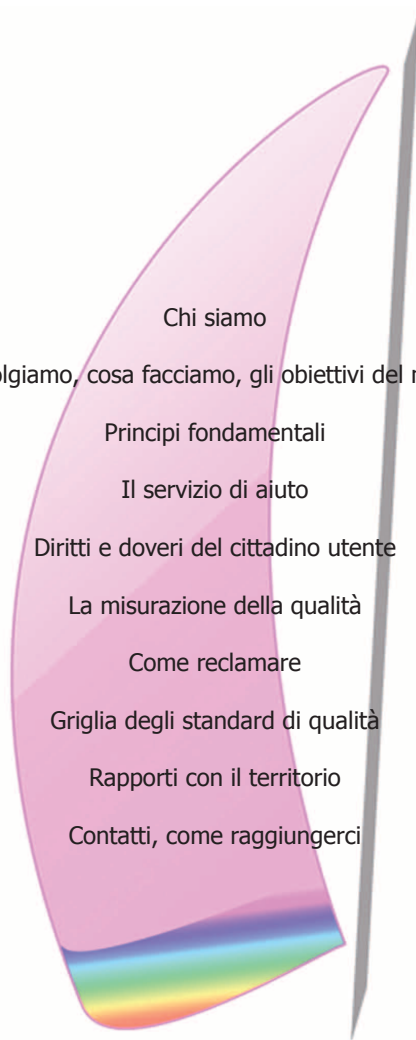 Chi siamo
cosa facciamo, gli obiettivi del
Principi fondamentali
Il servizio di aiuto
Diritti e doveri del cittadino utente
La misurazione della qualità
Come reclamare
Griglia degli standard di qualità
Rapporti con il territorio
Contatti, come raggiungerci